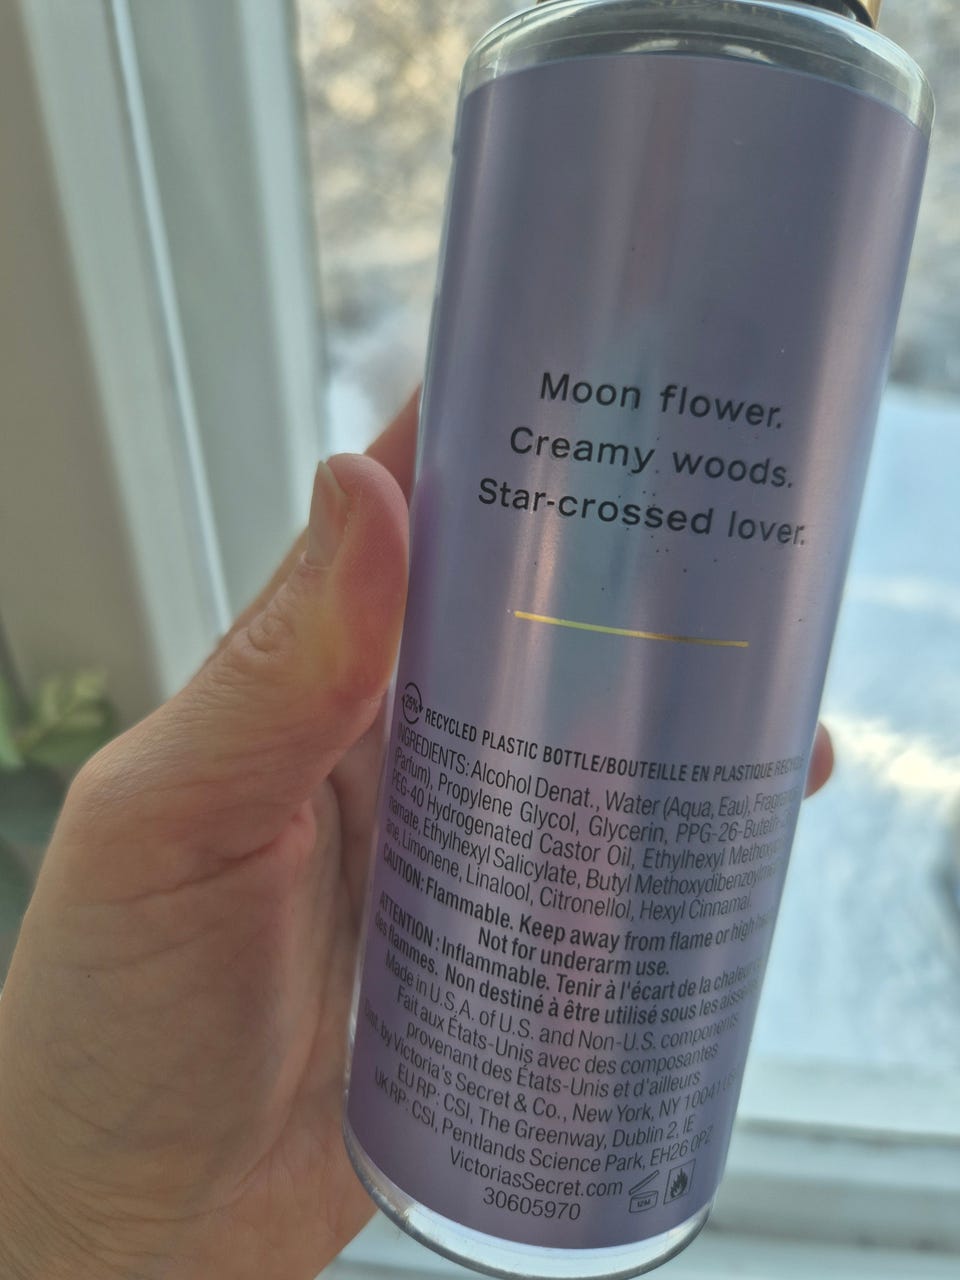 Moon flower.
Creamy woods.
Star-crossed lover.
25%
RECYCLED PLASTIC BOTTLE/BOUTEILLE EN PLASTIQUE
INGREDIENTS: Alcohol Denat., Water (Aqua, Eau),
(Parfum), Propylene Glycol, Glycerin,
PEG-40 Hydrogenated Castor Oil, Ethylhexyl
namate, Ethylhexyl Salicylate, Butyl
ane, Limonene, Linalool, Citronellol, Hexyl Cinnamal.
CAUTION: Flammable. Keep away from flame or high
Not for underarm use.
ATTENTION : Inflammable. Tenir à l'écart de la chaleur
des flammes. Non destiné à être utilisé sous les
Made in U.S.A. of U.S. and Non-U.S. components
Fait aux États-Unis avec des composantes
provenant des États-Unis et d'ailleurs
Dist. by Victoria's Secret & Co., New York, NY
EU RP: CSI, The Greenway, Dublin 2, IE
UK RP: CSI, Pentlands Science Park, EH26 0PZ
VictoriasSecret.com
12M
30605970